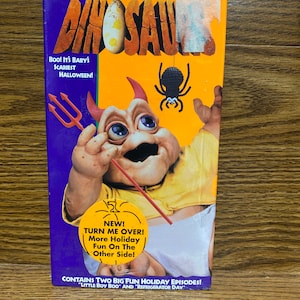 DINOSAURS
BOO! IT'S BABY'S
SCARIEST
HALLOWEEN!
NEW!
TURN ME OVER!
More Holiday
Fun On The
Other Side!
CONTAINS TWO BIG FUN HOLIDAY EPISODES!
"LITTLE BOY BOO" AND "REFRIGERATOR DAY"